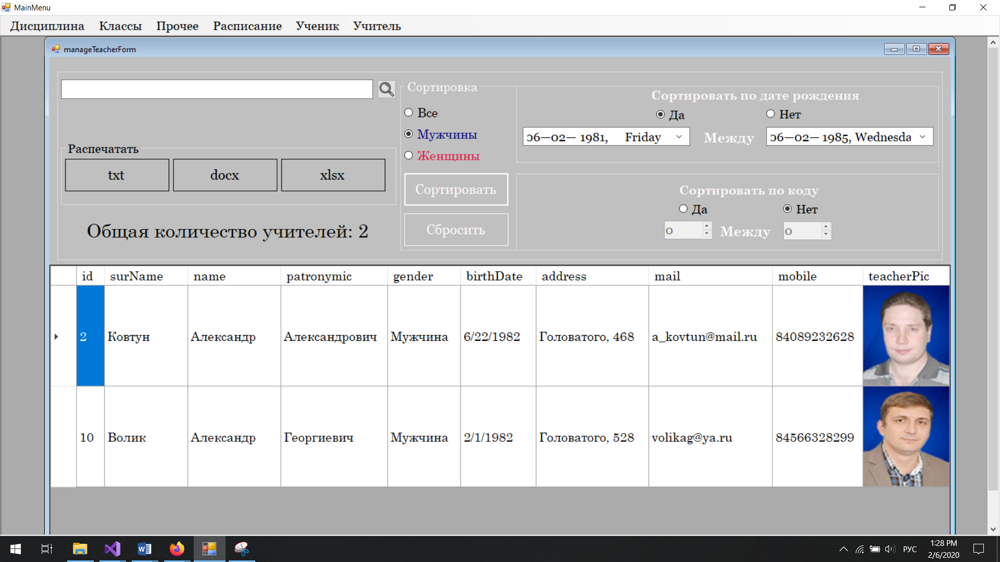 MainMenu
Дисциплина Классы Прочее Расписание Ученик Учитель
manageTeacherForm
Сортировка
Сортировать по дате рождения
Все
Да Нет
Мужчины
06—02— 1981, Friday Между 06—02— 1985, Wednesda
Распечатать
Женщины
txt docx xlsx
Сортировать
Сортировать по коду
Да Нет
Общая количество учителей: 2
Сбросить
0 Между 0
id surName name patronymic gender birthDate address mail mobile teacherPic
2 Ковтун Александр Александрович Мужчина 6/22/1982 Головатого, 468 a_kovtun@mail.ru 84089232628
10 Волик Александр Георгиевич Мужчина 2/1/1982 Головатого, 528 volikag@ya.ru 84566328299
РУС
1:28 PM
2/6/2020